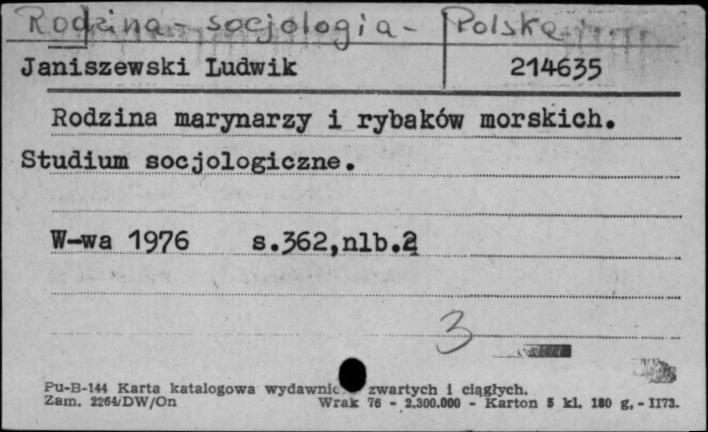 Rodzina - socjologia - Polska
Janiszewski Ludwik 214635
Rodzina marynarzy i rybaków morskich.
Studium socjologiczne.
W-wa 1976 s.362,nlb.2
3
Pu-B-144 Karta katalogowa wydawnic zwartych i ciągłych.
Zam. 2264/DW/On Wrak 76 - 2.300.000 - Karton 5 kl. 180 g, - II73.